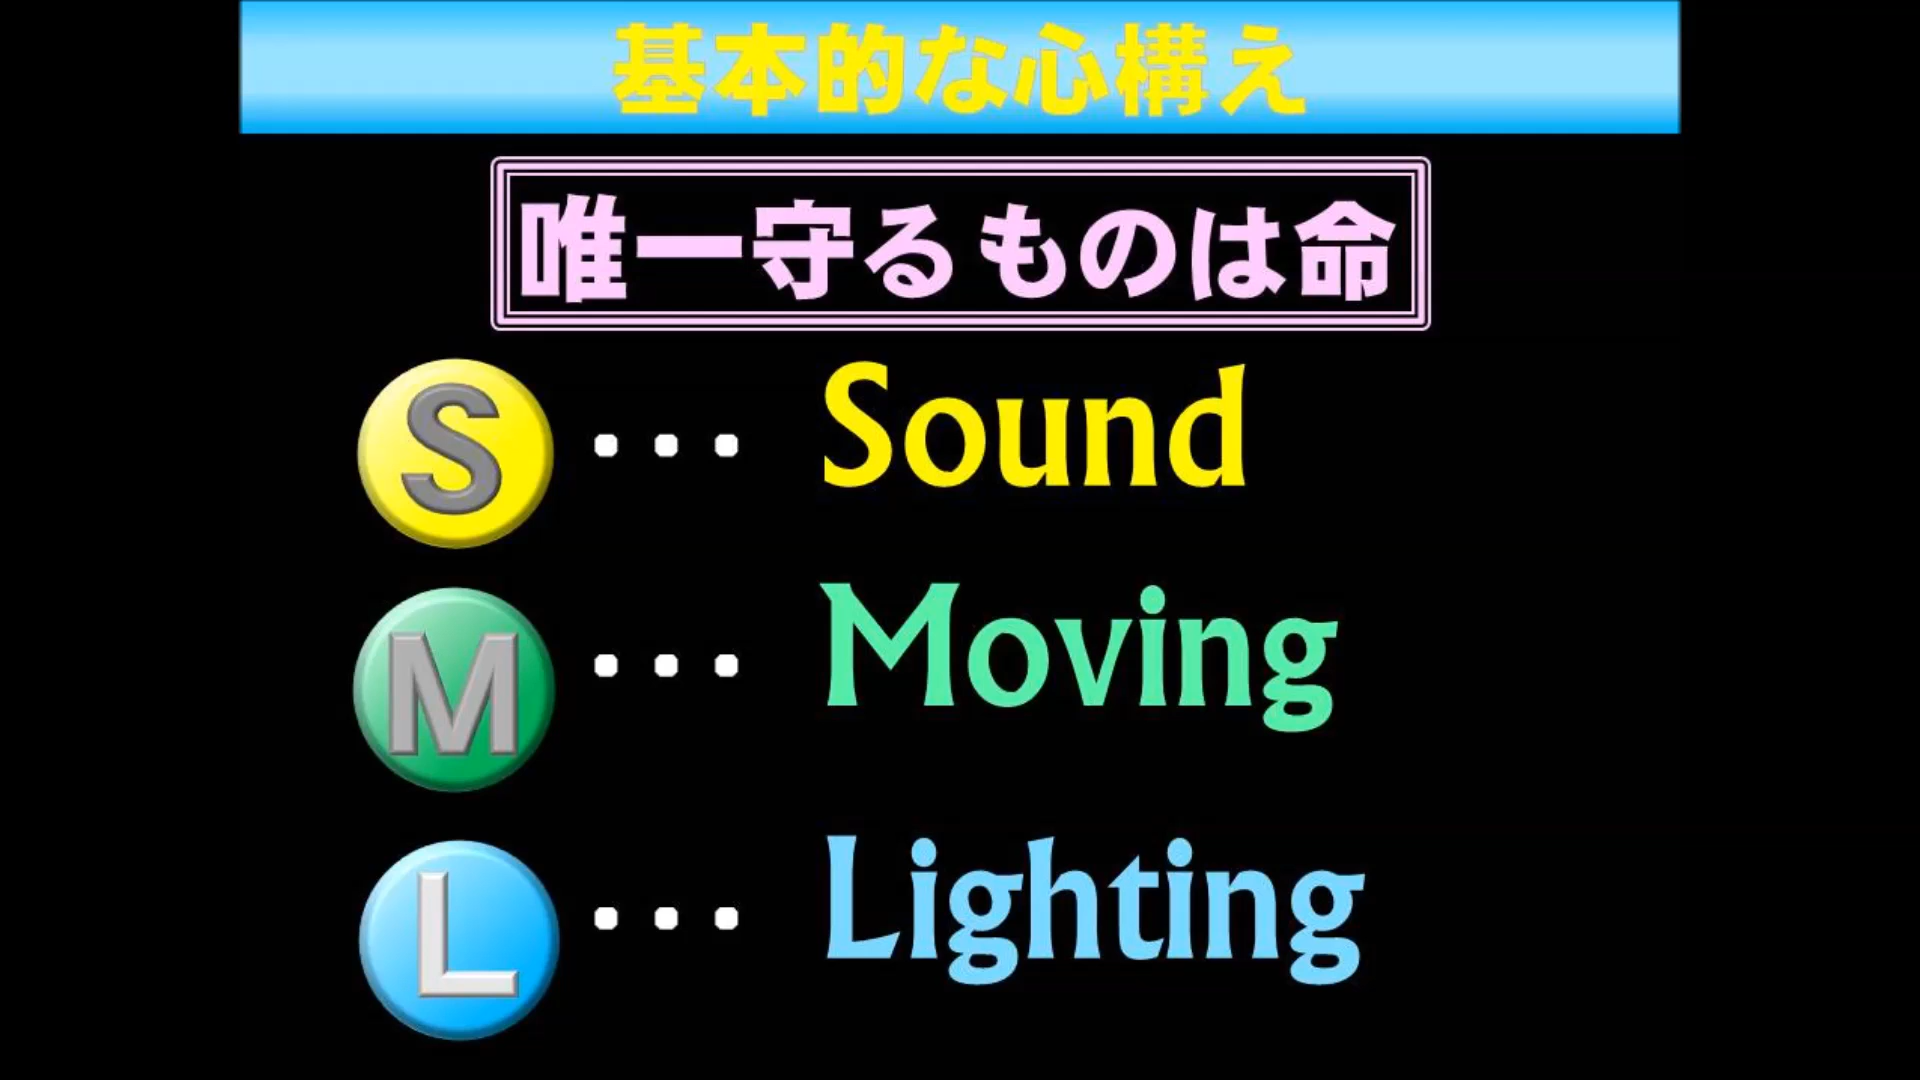 基本的な心構え
唯一守るものは命
S ・・・ Sound
M ・・・ Moving
L ・・・ Lighting